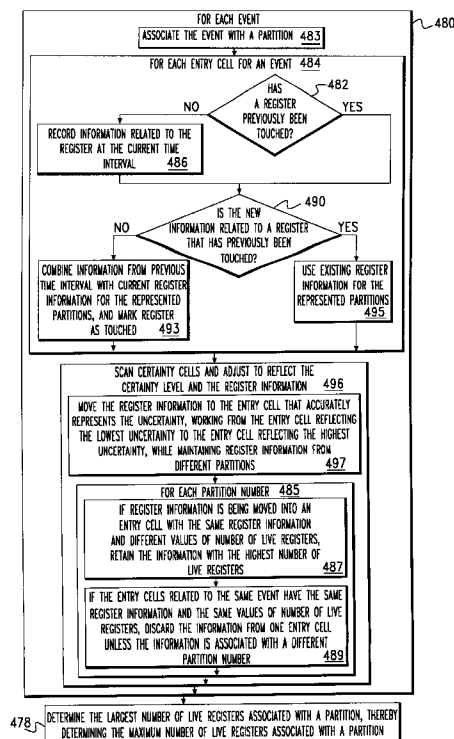 FOR EACH EVENT
480
ASSOCIATE THE EVENT WITH A PARTITION 483
FOR EACH ENTRY CELL FOR AN EVENT 484
482
HAS
A REGISTER
PREVIOUSLY BEEN
TOUCHED?
NO
YES
RECORD INFORMATION RELATED TO THE
REGISTER AT THE CURRENT TIME
INTERVAL 486
490
IS THE NEW
INFORMATION RELATED TO A REGISTER
THAT HAS PREVIOUSLY BEEN
TOUCHED?
NO
YES
COMBINE INFORMATION FROM PREVIOUS
TIME INTERVAL WITH CURRENT REGISTER
INFORMATION FOR THE REPRESENTED
PARTITIONS, AND MARK REGISTER
AS TOUCHED 493
USE EXISTING REGISTER
INFORMATION FOR THE
REPRESENTED PARTITIONS
495
SCAN CERTAINTY CELLS AND ADJUST TO REFLECT THE
CERTAINTY LEVEL AND THE REGISTER INFORMATION 496
MOVE THE REGISTER INFORMATION TO THE ENTRY CELL THAT ACCURATELY
REPRESENTS THE UNCERTAINTY, WORKING FROM THE ENTRY CELL REFLECTING
THE LOWEST UNCERTAINTY TO THE ENTRY CELL REFLECTING THE HIGHEST
UNCERTAINTY, WHILE MAINTAINING REGISTER INFORMATION FROM
DIFFERENT PARTITIONS 497
FOR EACH PARTITION NUMBER 485
IF REGISTER INFORMATION IS BEING MOVED INTO AN
ENTRY CELL WITH THE SAME REGISTER INFORMATION
AND DIFFERENT VALUES OF NUMBER OF LIVE REGISTERS,
RETAIN THE INFORMATION WITH THE HIGHEST NUMBER OF
LIVE REGISTERS 487
IF THE ENTRY CELLS RELATED TO THE SAME EVENT HAVE THE SAME
REGISTER INFORMATION AND THE SAME VALUES OF NUMBER OF LIVE
REGISTERS, DISCARD THE INFORMATION FROM ONE ENTRY CELL
UNLESS THE INFORMATION IS ASSOCIATED WITH A DIFFERENT
PARTITION NUMBER 489
478
DETERMINE THE LARGEST NUMBER OF LIVE REGISTERS ASSOCIATED WITH A PARTITION, THEREBY
DETERMINING THE MAXIMUM NUMBER OF LIVE REGISTERS ASSOCIATED WITH A PARTITION